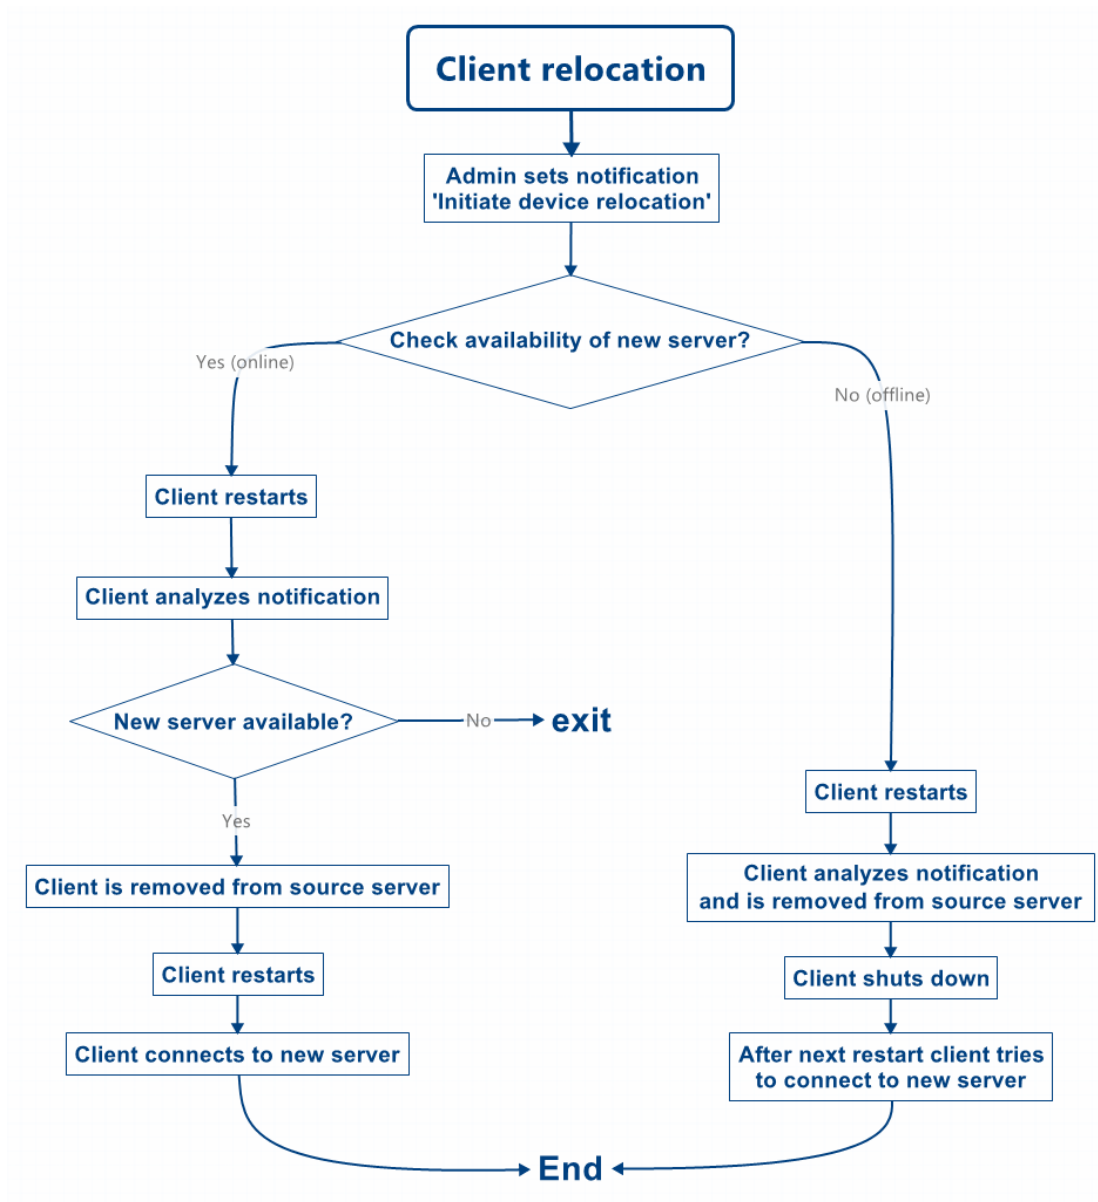 Client relocation
Admin sets notification
'Initiate device relocation'
Check availability of new server?
Yes (online)
No (offline)
Client restarts
Client analyzes notification
New server available?
No
exit
Yes
Client is removed from source server
Client restarts
Client connects to new server
Client restarts
Client analyzes notification
and is removed from source server
Client shuts down
After next restart client tries
to connect to new server
End